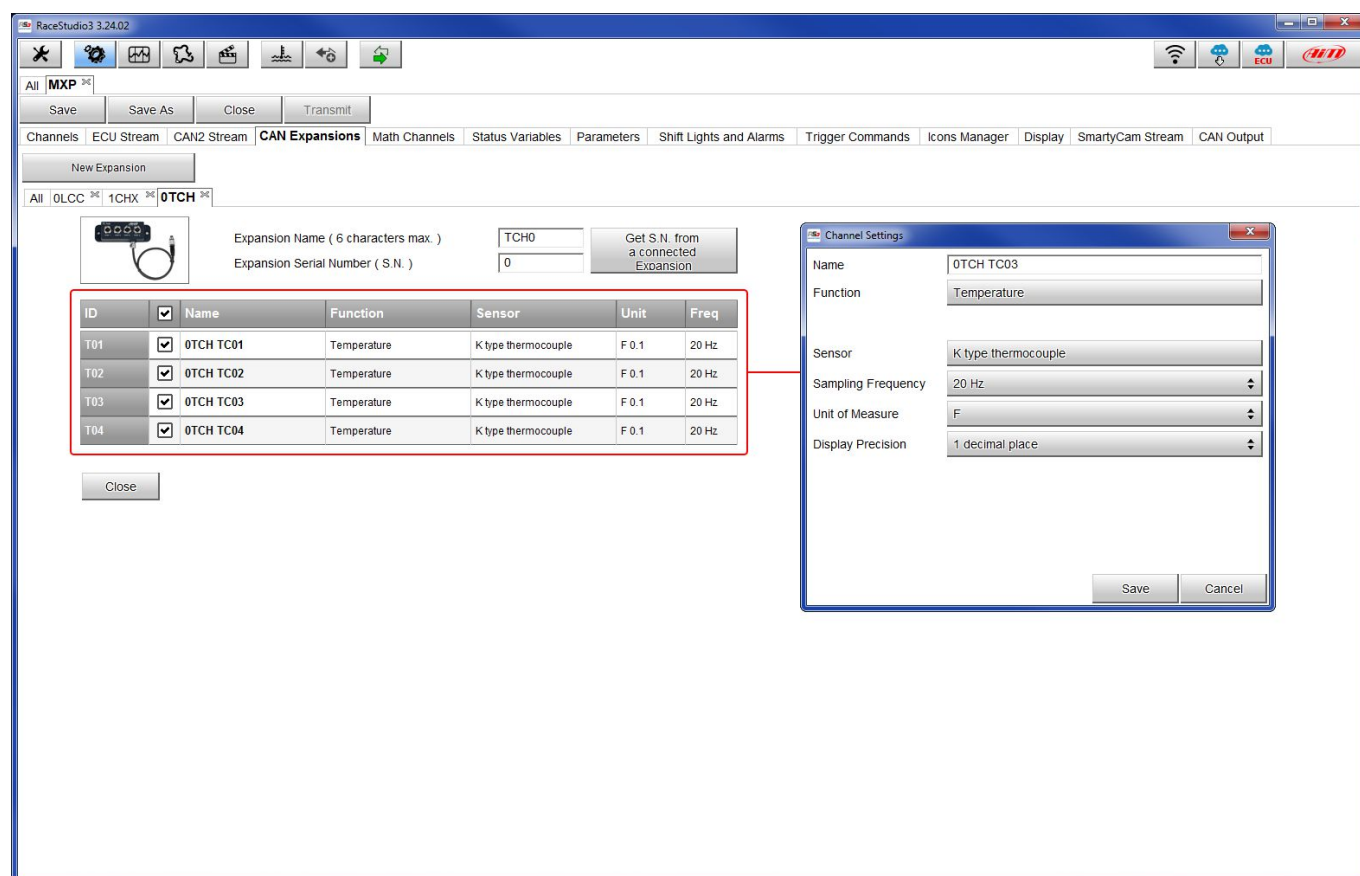 RaceStudio3 3.24.02
ECU
AiM
All MXP
Save Save As Close Transmit
Channels ECU Stream CAN2 Stream CAN Expansions Math Channels Status Variables Parameters Shift Lights and Alarms Trigger Commands Icons Manager Display SmartyCam Stream CAN Output
New Expansion
All 0LCC 1CHX 0TCH
Expansion Name ( 6 characters max. ) TCH0
Expansion Serial Number ( S.N. ) 0
Get S.N. from
a connected
Expansion
ID Name Function Sensor Unit Freq
T01 0TCH TC01 Temperature K type thermocouple F 0.1 20 Hz
T02 0TCH TC02 Temperature K type thermocouple F 0.1 20 Hz
T03 0TCH TC03 Temperature K type thermocouple F 0.1 20 Hz
T04 0TCH TC04 Temperature K type thermocouple F 0.1 20 Hz
Close
Channel Settings
Name 0TCH TC03
Function Temperature
Sensor K type thermocouple
Sampling Frequency 20 Hz
Unit of Measure F
Display Precision 1 decimal place
Save Cancel